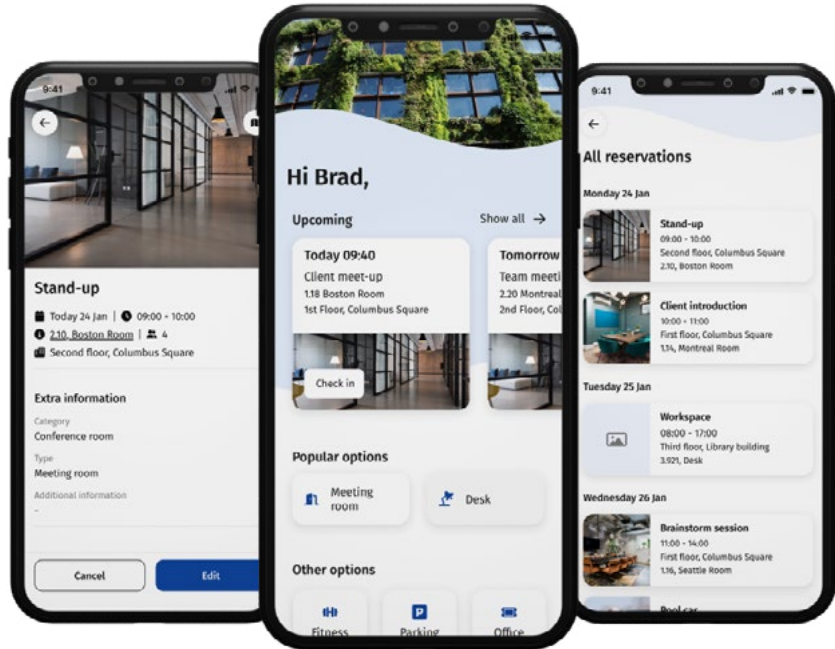 9:41
Stand-up
Today 24 Jan | 09:00 - 10:00
2.10, Boston Room | 4
Second floor, Columbus Square
Extra information
Category
Conference room
Type
Meeting room
Additional information
-
Cancel
Edit
Hi Brad,
Upcoming
Show all →
Today 09:40
Client meet-up
1.18 Boston Room
1st Floor, Columbus Square
Check in
Tomorrow
Team meeti
2.20 Montreal
2nd Floor, Col
Popular options
Meeting
room
Desk
Other options
Fitness
P
Parking
Office
9:41
All reservations
Monday 24 Jan
Stand-up
09:00 - 10:00
Second floor, Columbus Square
2.10, Boston Room
Client introduction
10:00 - 11:00
First floor, Columbus Square
1.14, Montreal Room
Tuesday 25 Jan
Workspace
08:00 - 17:00
Third floor, Library building
3.921, Desk
Wednesday 26 Jan
Brainstorm session
11:00 - 14:00
First floor, Columbus Square
1.16, Seattle Room
Pool car